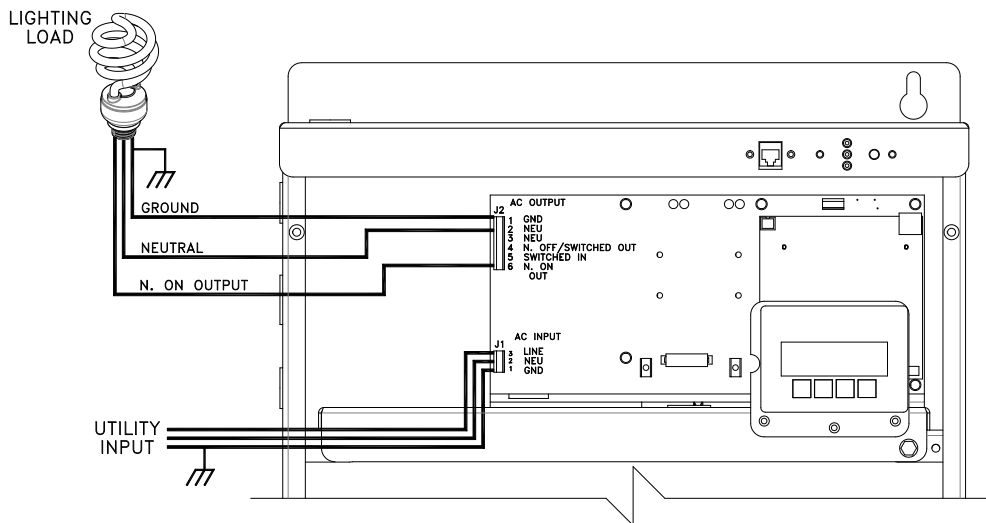 LIGHTING
LOAD
GROUND
NEUTRAL
N. ON OUTPUT
AC OUTPUT
J2
1 GND
2 NEU
3 NEU
4 N. OFF/SWITCHED OUT
5 SWITCHED IN
6 N. ON
OUT
AC INPUT
J1
3 LINE
2 NEU
1 GND
UTILITY
INPUT